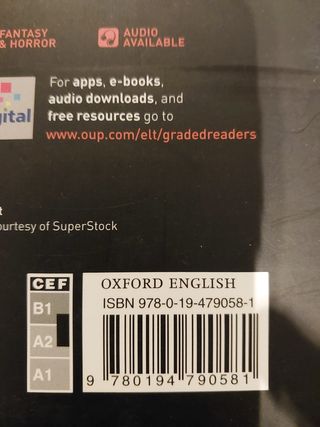 FANTASY
& HORROR
AUDIO
AVAILABLE
gital
For apps, e-books,
audio downloads, and
free resources go to
www.oup.com/elt/gradedreaders
t
ourtesy of SuperStock
CEF
B1
A2
A1
OXFORD ENGLISH
ISBN 978-0-19-479058-1
9 780194 790581